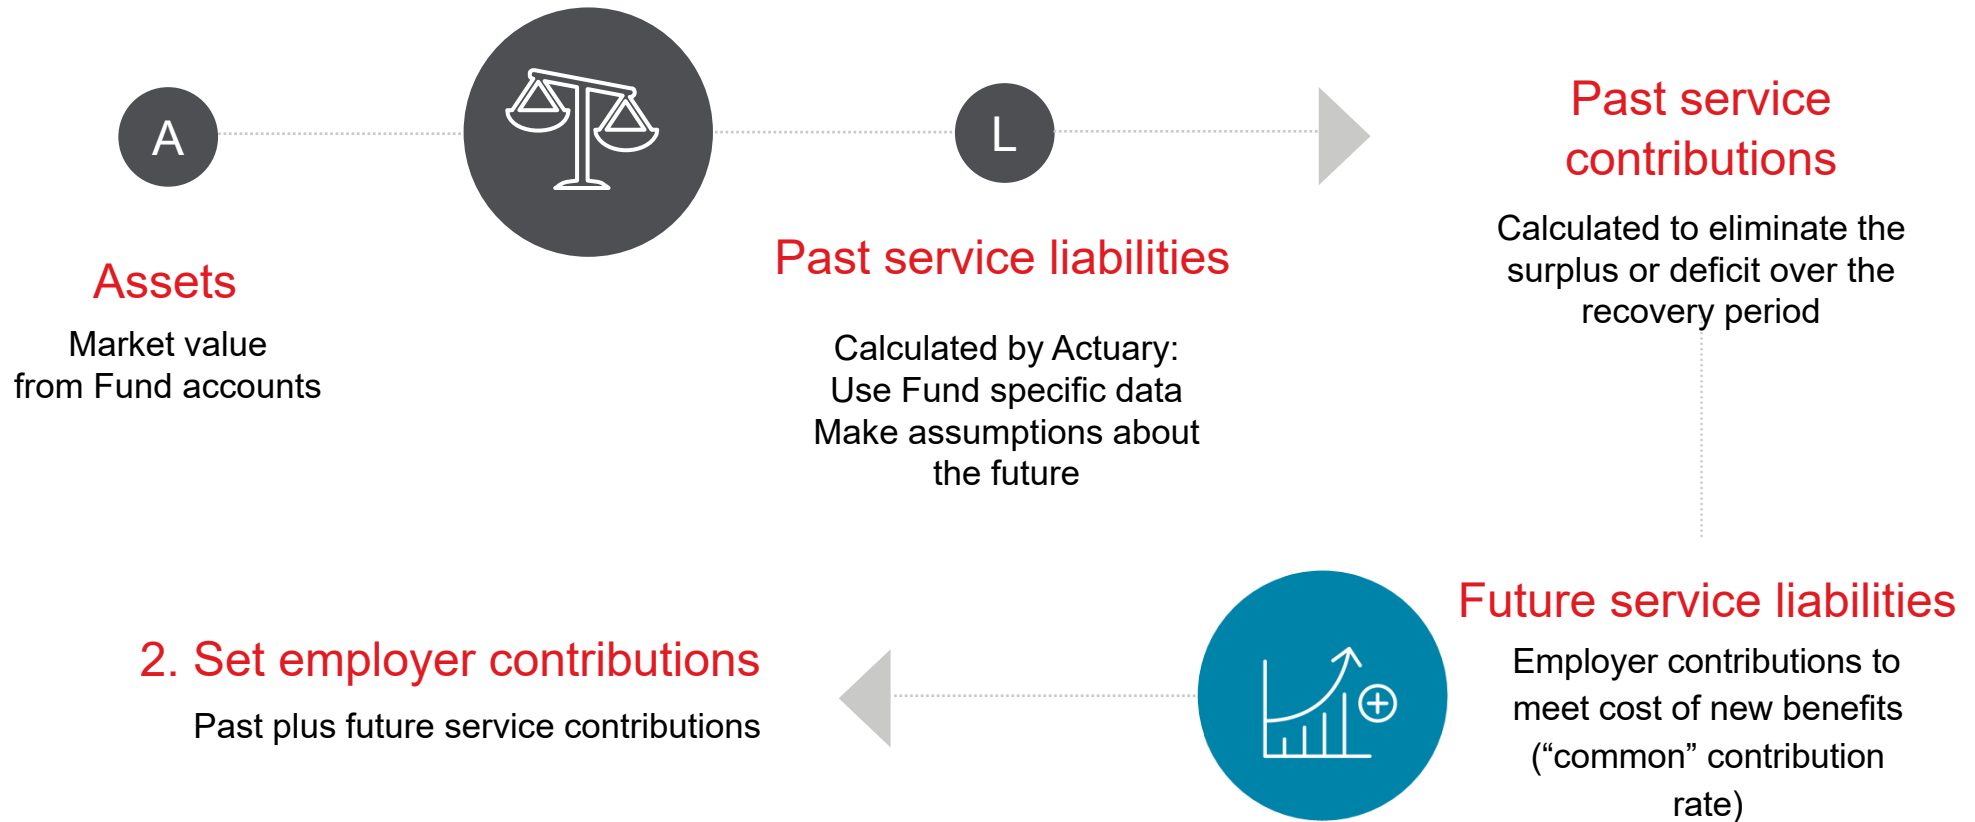 A
L
Assets
Market value
from Fund accounts
Past service liabilities
Calculated by Actuary:
Use Fund specific data
Make assumptions about
the future
Past service
contributions
Calculated to eliminate the
surplus or deficit over the
recovery period
Future service liabilities
Employer contributions to
meet cost of new benefits
(“common” contribution
rate)
2. Set employer contributions
Past plus future service contributions